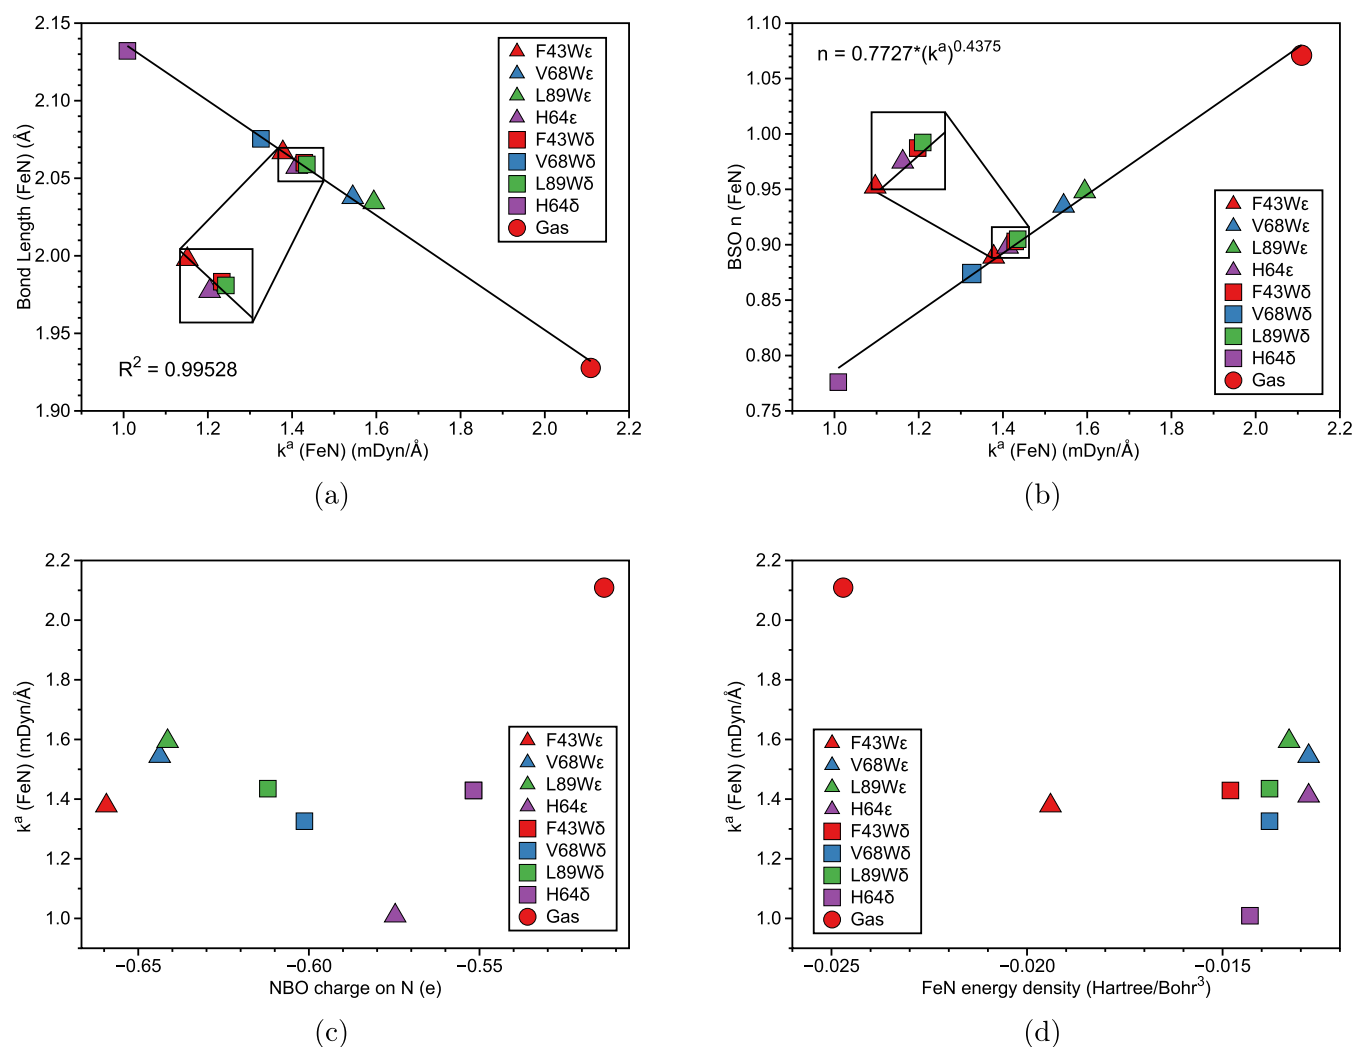 2.15
2.10
2.05
2.00
1.95
1.90
Bond Length (FeN) (Å)
F43Wε
V68Wε
L89Wε
H64ε
F43Wδ
V68Wδ
L89Wδ
H64δ
Gas
R² = 0.99528
1.0 1.2 1.4 1.6 1.8 2.0 2.2
kᵃ (FeN) (mDyn/Å)
(a)
1.10
1.05
1.00
0.95
0.90
0.85
0.80
0.75
BSO n (FeN)
n = 0.7727*(kᵃ)^0.4375
F43Wε
V68Wε
L89Wε
H64ε
F43Wδ
V68Wδ
L89Wδ
H64δ
Gas
1.0 1.2 1.4 1.6 1.8 2.0 2.2
kᵃ (FeN) (mDyn/Å)
(b)
2.2
2.0
1.8
1.6
1.4
1.2
1.0
kᵃ (FeN) (mDyn/Å)
F43Wε
V68Wε
L89Wε
H64ε
F43Wδ
V68Wδ
L89Wδ
H64δ
Gas
−0.65 −0.60 −0.55
NBO charge on N (e)
(c)
2.2
2.0
1.8
1.6
1.4
1.2
1.0
kᵃ (FeN) (mDyn/Å)
F43Wε
V68Wε
L89Wε
H64ε
F43Wδ
V68Wδ
L89Wδ
H64δ
Gas
−0.025 −0.020 −0.015
FeN energy density (Hartree/Bohr³)
(d)